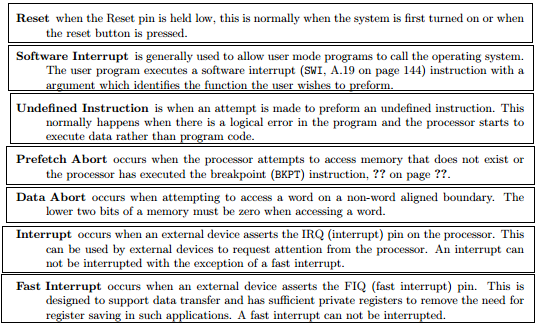 Reset when the Reset pin is held low, this is normally when the system is first turned on or when
the reset button is pressed.
Software Interrupt is generally used to allow user mode programs to call the operating system.
The user program executes a software interrupt (SWI, A.19 on page 144) instruction with a
argument which identifies the function the user wishes to preform.
Undefined Instruction is when an attempt is made to preform an undefined instruction. This
normally happens when there is a logical error in the program and the processor starts to
execute data rather than program code.
Prefetch Abort occurs when the processor attempts to access memory that does not exist or
the processor has executed the breakpoint (BKPT) instruction, ?? on page ??.
Data Abort occurs when attempting to access a word on a non-word aligned boundary. The
lower two bits of a memory must be zero when accessing a word.
Interrupt occurs when an external device asserts the IRQ (interrupt) pin on the processor. This
can be used by external devices to request attention from the processor. An interrupt can
not be interrupted with the exception of a fast interrupt.
Fast Interrupt occurs when an external device asserts the FIQ (fast interrupt) pin. This is
designed to support data transfer and has sufficient private registers to remove the need for
register saving in such applications. A fast interrupt can not be interrupted.